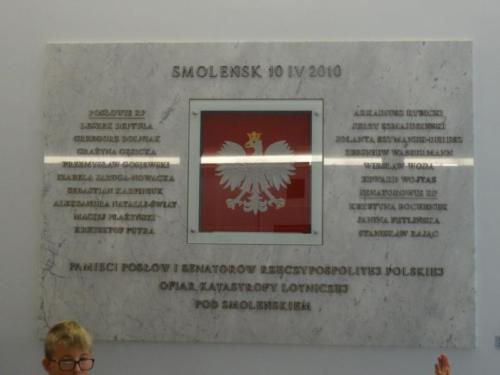 SMOLEŃSK 10 IV 2010
POSŁOWIE RP
LESZEK DEPTUŁA
GRZEGORZ DOLNIAK
GRAŻYNA GĘSICKA
PRZEMYSŁAW GOSIEWSKI
IZABELA JARUGA-NOWACKA
SEBASTIAN KARPINIUK
ALEKSANDRA NATALLI-ŚWIAT
MACIEJ PŁAŻYŃSKI
KRZYSZTOF PUTRA
ARKADIUSZ RYBICKI
JERZY SZMAJDZIŃSKI
JOLANTA SZYMANEK-DERESZ
ZBIGNIEW WASSERMANN
WIESŁAW WODA
EDWARD WOJTAS
SENATOROWIE RP
KRYSTYNA BOCHENEK
JANINA FETLIŃSKA
STANISŁAW ZAJĄC
PAMIĘCI POSŁÓW I SENATORÓW RZECZYPOSPOLITEJ POLSKIEJ
OFIAR KATASTROFY LOTNICZEJ
POD SMOLEŃSKIEM